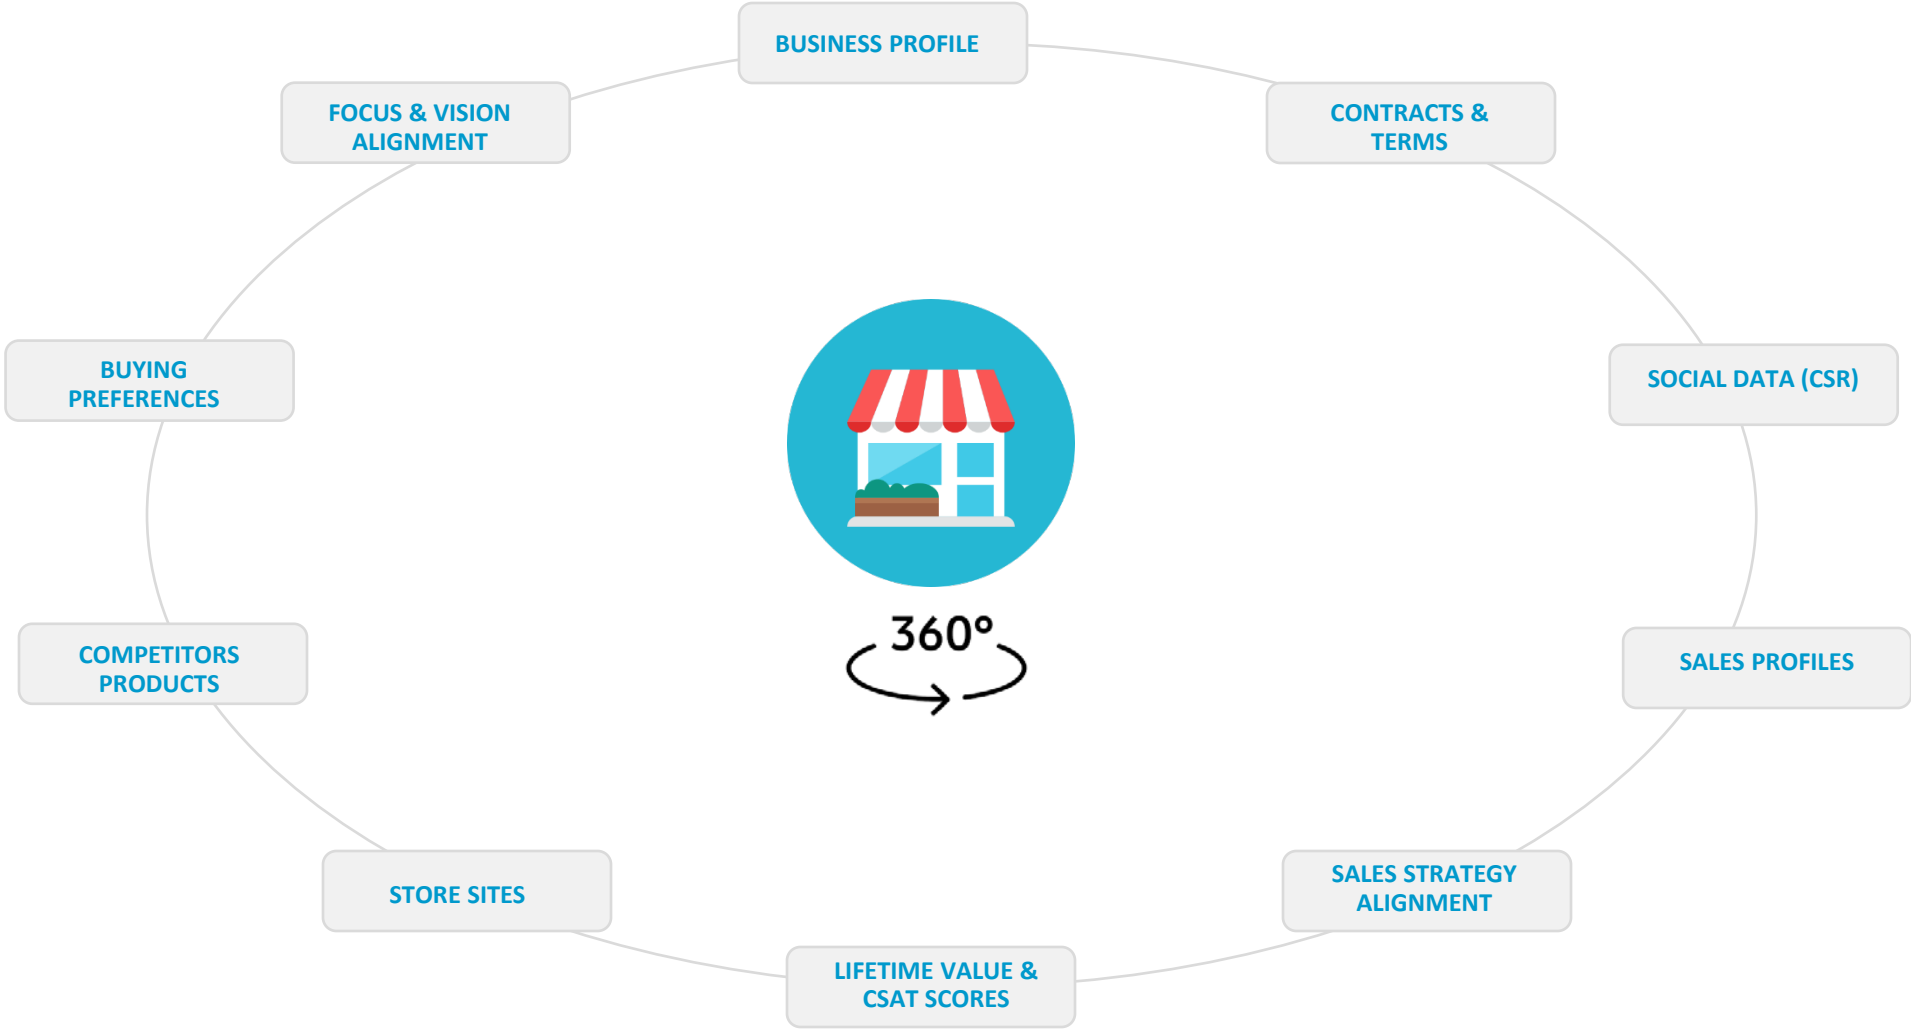 BUSINESS PROFILE
FOCUS & VISION
ALIGNMENT
CONTRACTS &
TERMS
BUYING
PREFERENCES
SOCIAL DATA (CSR)
360°
COMPETITORS
PRODUCTS
SALES PROFILES
STORE SITES
SALES STRATEGY
ALIGNMENT
LIFETIME VALUE &
CSAT SCORES